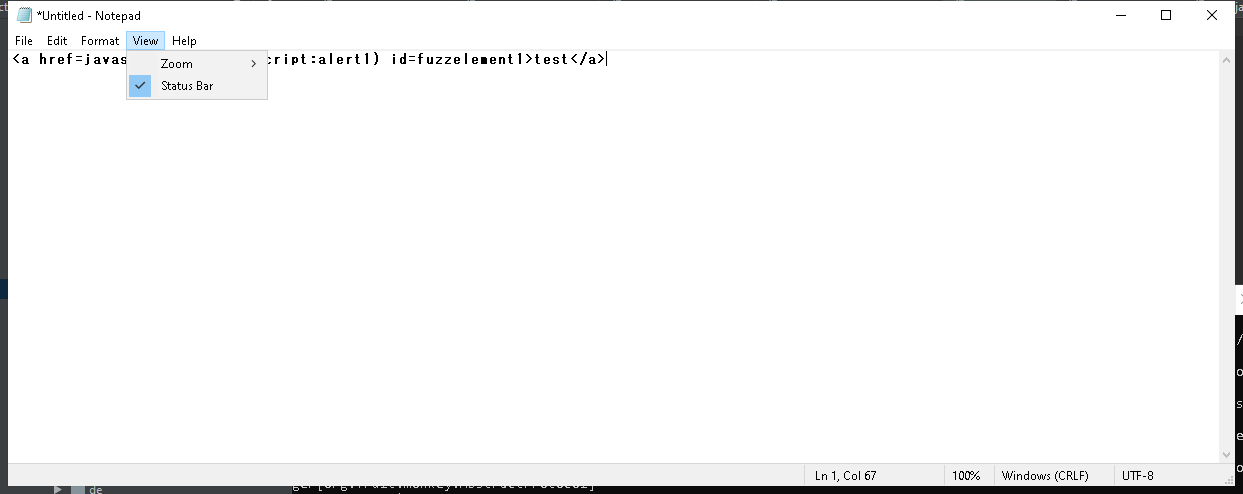 *Untitled - Notepad
File Edit Format View Help
<a href=javas cript:alert1) id=fuzzelement1>test</a>
Zoom
Status Bar
Ln 1, Col 67 100% Windows (CRLF) UTF-8
de